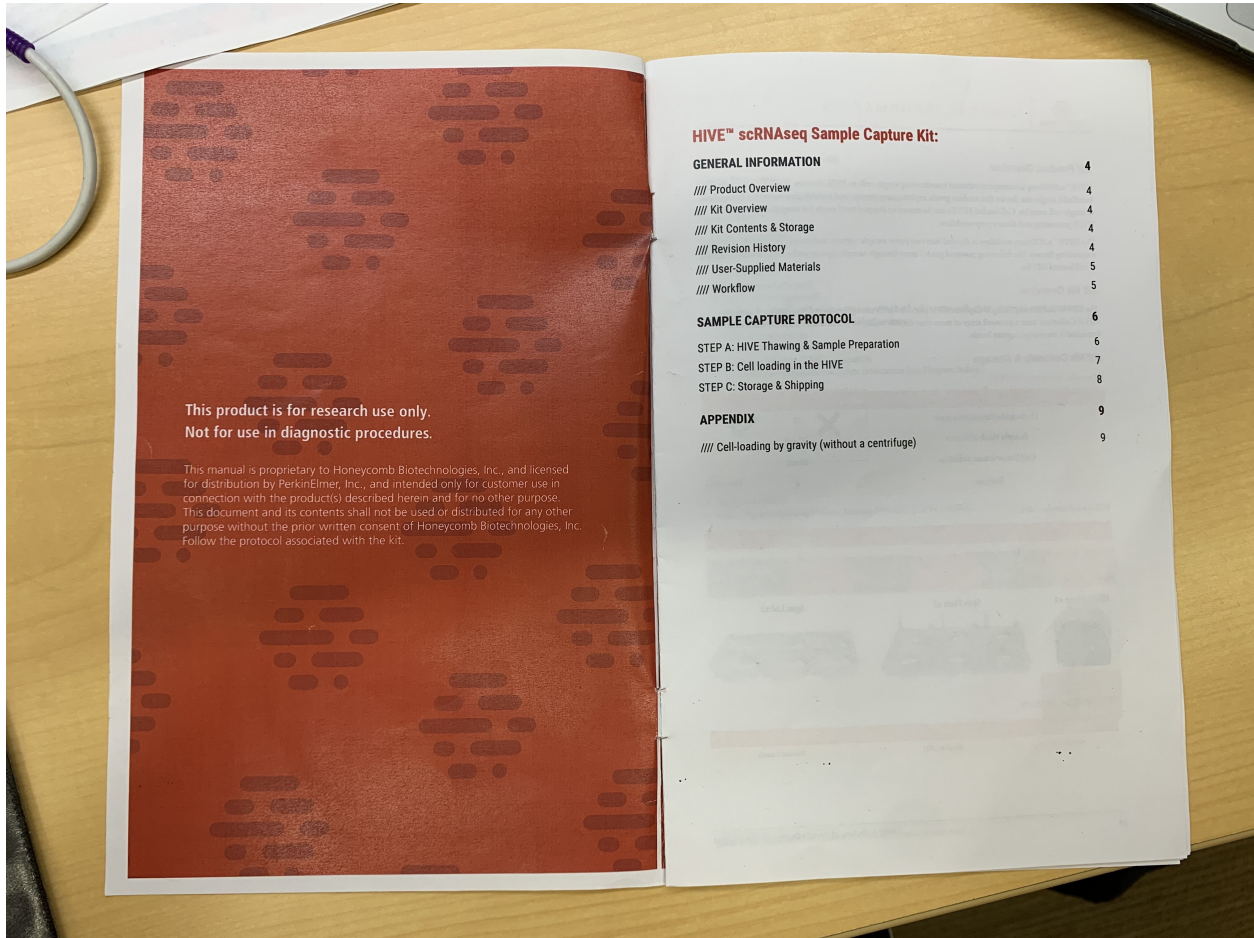 This product is for research use only.
Not for use in diagnostic procedures.
This manual is proprietary to Honeycomb Biotechnologies, Inc., and licensed
for distribution by PerkinElmer, Inc., and intended only for customer use in
connection with the product(s) described herein and for no other purpose.
This document and its contents shall not be used or distributed for any other
purpose without the prior written consent of Honeycomb Biotechnologies, Inc.
Follow the protocol associated with the kit.
HIVE™ scRNAseq Sample Capture Kit:
GENERAL INFORMATION 4
//// Product Overview 4
//// Kit Overview 4
//// Kit Contents & Storage 4
//// Revision History 4
//// User-Supplied Materials 5
//// Workflow 5
SAMPLE CAPTURE PROTOCOL 6
STEP A: HIVE Thawing & Sample Preparation 6
STEP B: Cell loading in the HIVE 7
STEP C: Storage & Shipping 8
APPENDIX 9
//// Cell-loading by gravity (without a centrifuge) 9